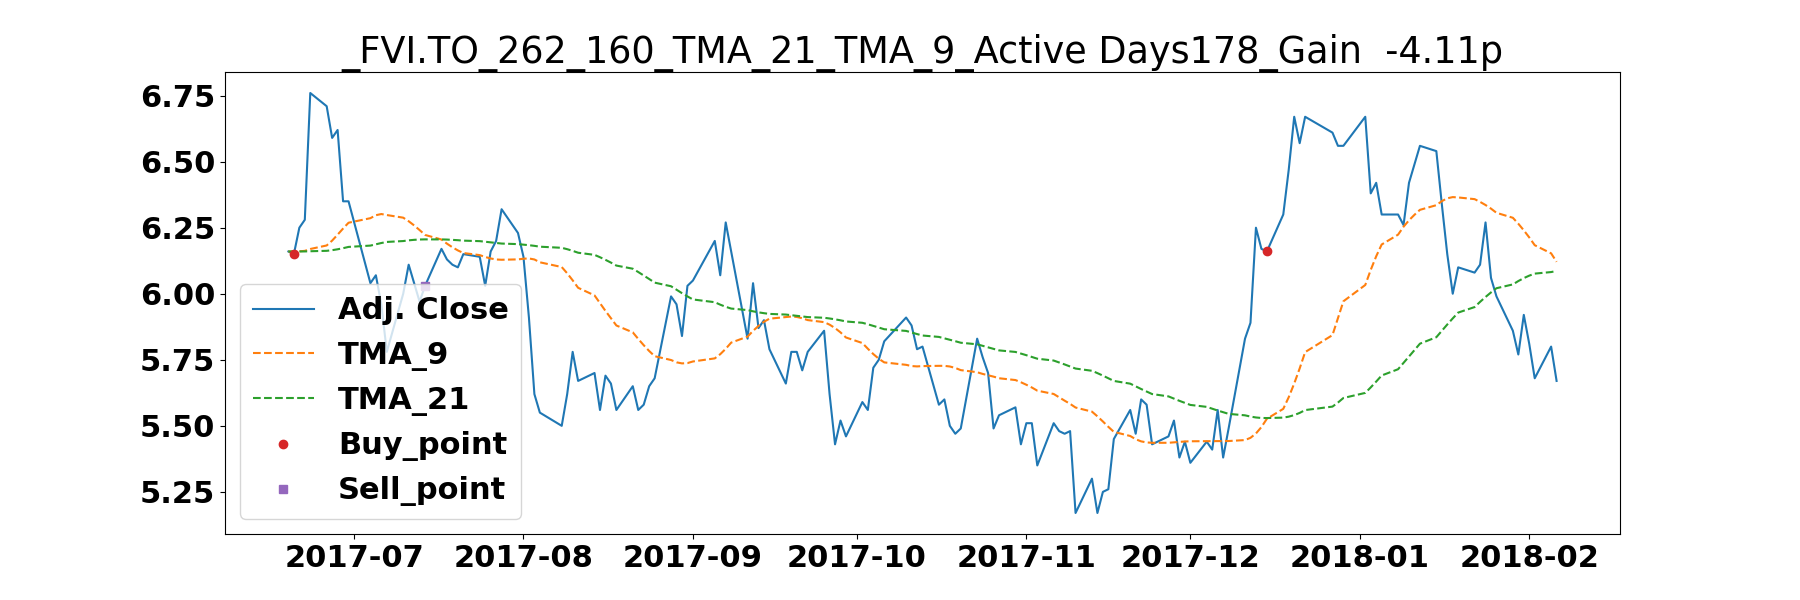 _FVI.TO_262_160_TMA_21_TMA_9_Active Days178_Gain  -4.11p
6.75
6.50
6.25
6.00
5.75
5.50
5.25
Adj. Close
TMA_9
TMA_21
Buy_point
Sell_point
2017-07 2017-08 2017-09 2017-10 2017-11 2017-12 2018-01 2018-02